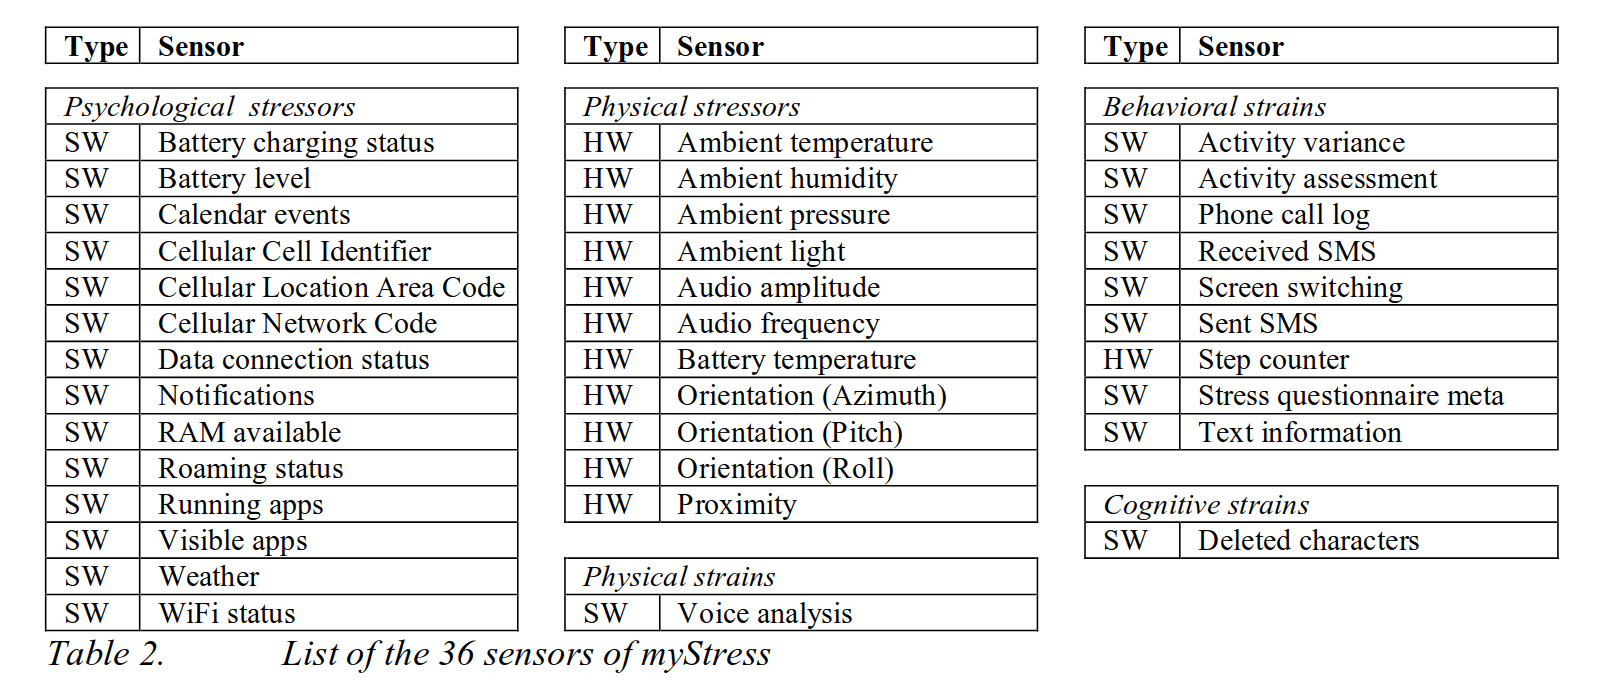 Type Sensor
Psychological stressors
SW Battery charging status
SW Battery level
SW Calendar events
SW Cellular Cell Identifier
SW Cellular Location Area Code
SW Cellular Network Code
SW Data connection status
SW Notifications
SW RAM available
SW Roaming status
SW Running apps
SW Visible apps
SW Weather
SW WiFi status
Type Sensor
Physical stressors
HW Ambient temperature
HW Ambient humidity
HW Ambient pressure
HW Ambient light
HW Audio amplitude
HW Audio frequency
HW Battery temperature
HW Orientation (Azimuth)
HW Orientation (Pitch)
HW Orientation (Roll)
HW Proximity
Physical strains
SW Voice analysis
Type Sensor
Behavioral strains
SW Activity variance
SW Activity assessment
SW Phone call log
SW Received SMS
SW Screen switching
SW Sent SMS
HW Step counter
SW Stress questionnaire meta
SW Text information
Cognitive strains
SW Deleted characters
Table 2. List of the 36 sensors of myStress